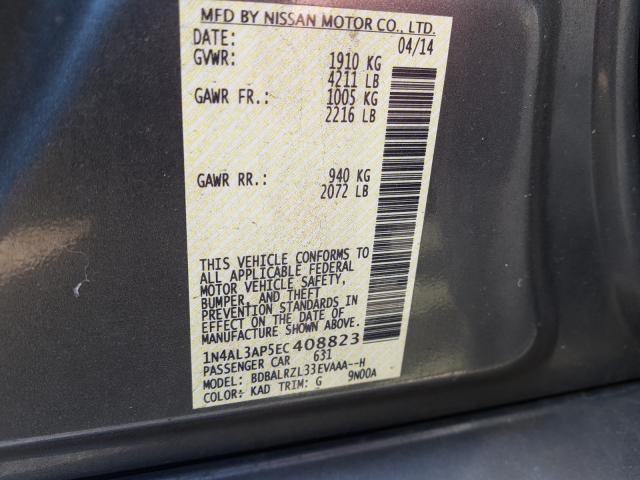 MFD BY NISSAN MOTOR CO., LTD.
DATE: 04/14
GVWR: 1910 KG
4211 LB
GAWR FR.: 1005 KG
2216 LB
GAWR RR.: 940 KG
2072 LB
THIS VEHICLE CONFORMS TO
ALL APPLICABLE FEDERAL
MOTOR VEHICLE SAFETY,
BUMPER, AND THEFT
PREVENTION STANDARDS IN
EFFECT ON THE DATE OF
MANUFACTURE SHOWN ABOVE.
1N4AL3AP5EC408823
PASSENGER CAR 631
MODEL: BDBALRZL33EVAAA--H
COLOR: KAD TRIM: G 9N00A